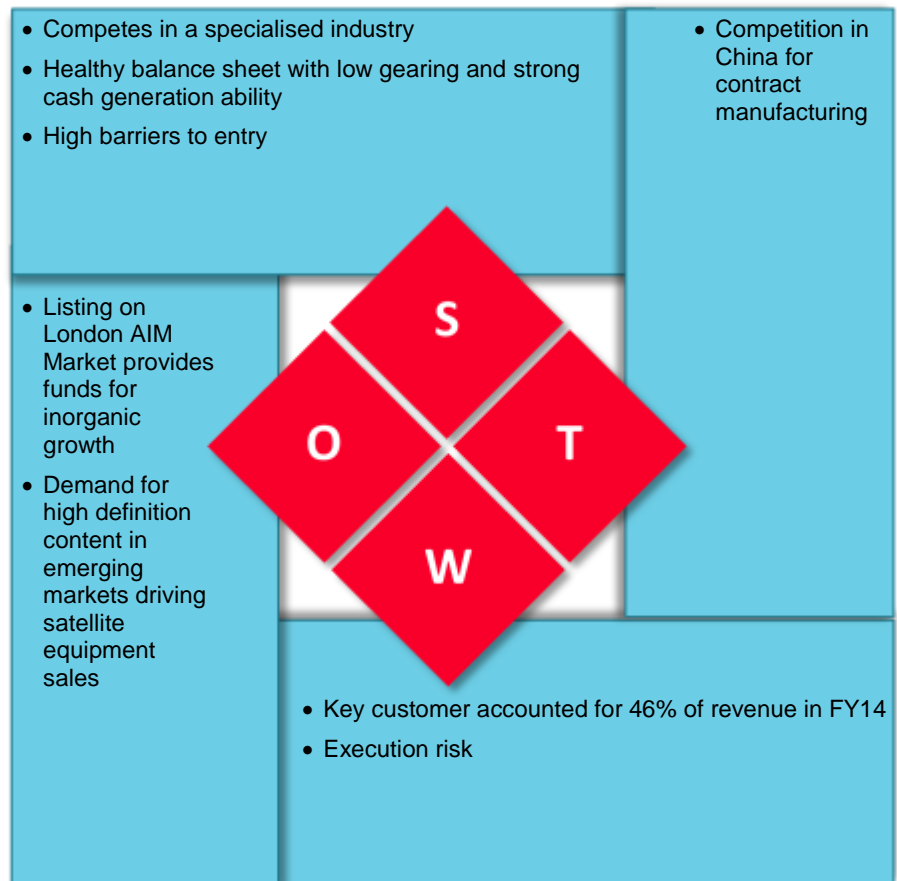 • Competes in a specialised industry
• Healthy balance sheet with low gearing and strong
cash generation ability
• High barriers to entry
• Competition in
China for
contract
manufacturing
S
• Listing on
London AIM
Market provides
funds for
inorganic
growth
• Demand for
high definition
content in
emerging
markets driving
satellite
equipment
sales
O
T
W
• Key customer accounted for 46% of revenue in FY14
• Execution risk